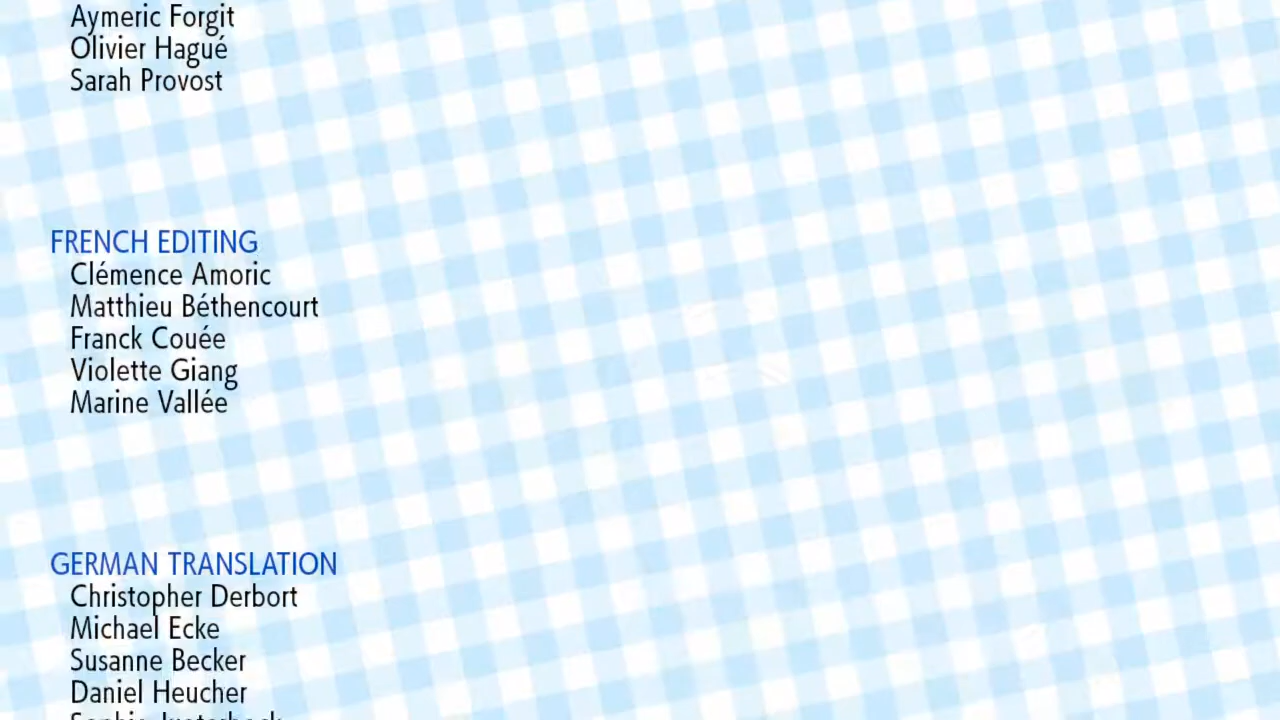 Aymeric Forgit
Olivier Hagué
Sarah Provost
FRENCH EDITING
Clémence Amoric
Matthieu Béthencourt
Franck Couée
Violette Giang
Marine Vallée
GERMAN TRANSLATION
Christopher Derbort
Michael Ecke
Susanne Becker
Daniel Heucher